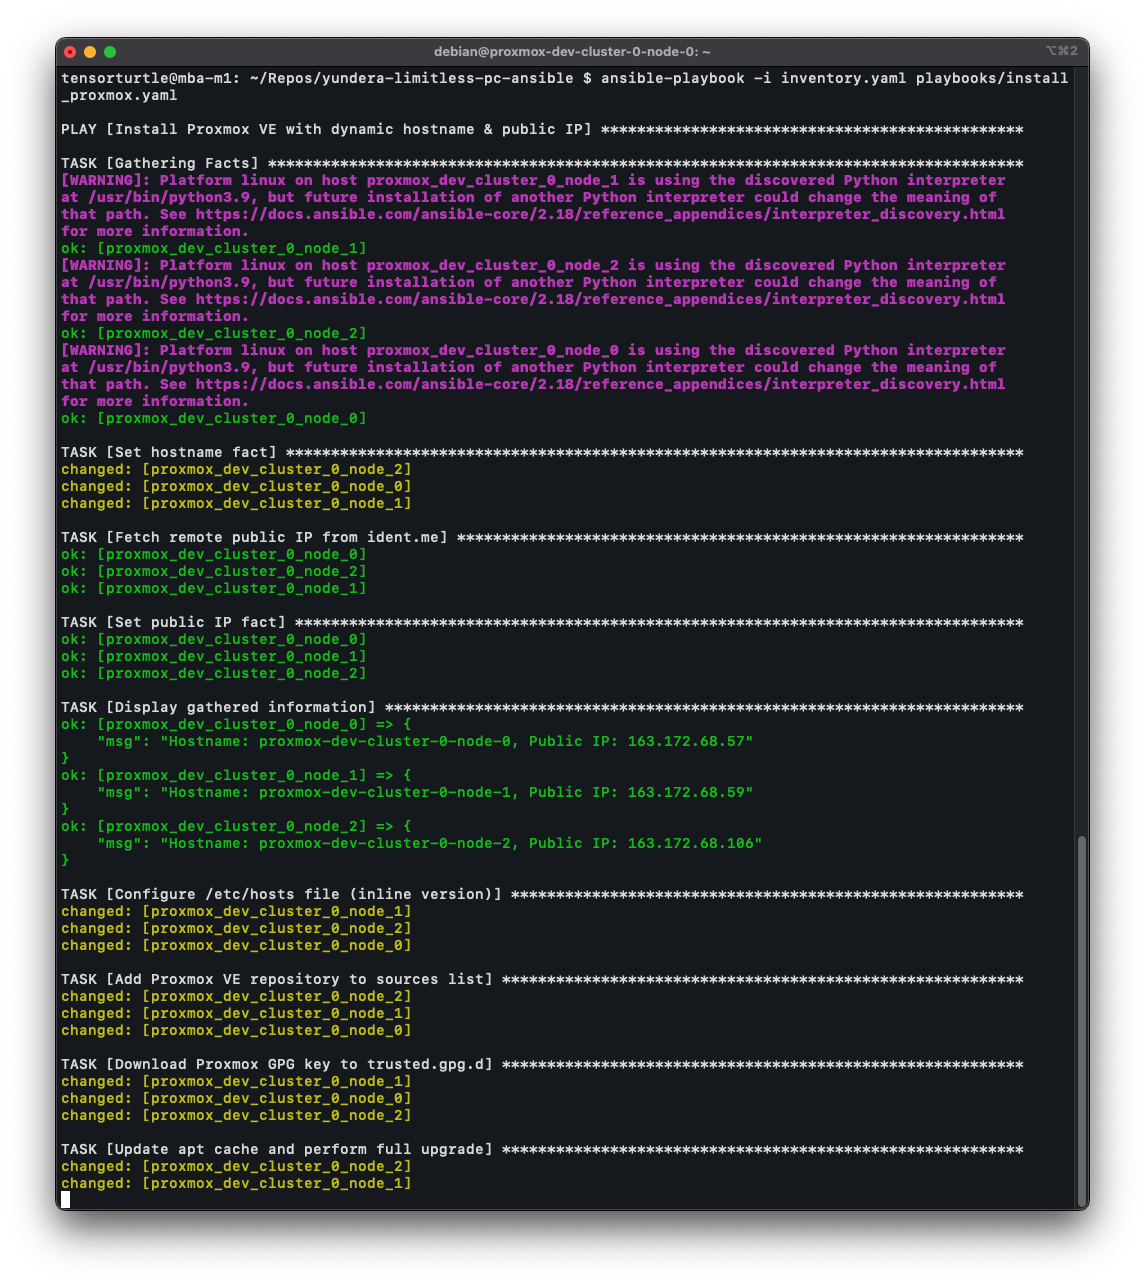 debian@proxmox-dev-cluster-0-node-0: ~
⌥⌘2
tensorturtle@mba-m1: ~/Repos/yundera-limitless-pc-ansible $ ansible-playbook -i inventory.yaml playbooks/install
_proxmox.yaml
PLAY [Install Proxmox VE with dynamic hostname & public IP] ***********************************************
TASK [Gathering Facts] ************************************************************************************
[WARNING]: Platform linux on host proxmox_dev_cluster_0_node_1 is using the discovered Python interpreter
at /usr/bin/python3.9, but future installation of another Python interpreter could change the meaning of
that path. See https://docs.ansible.com/ansible-core/2.18/reference_appendices/interpreter_discovery.html
for more information.
ok: [proxmox_dev_cluster_0_node_1]
[WARNING]: Platform linux on host proxmox_dev_cluster_0_node_2 is using the discovered Python interpreter
at /usr/bin/python3.9, but future installation of another Python interpreter could change the meaning of
that path. See https://docs.ansible.com/ansible-core/2.18/reference_appendices/interpreter_discovery.html
for more information.
ok: [proxmox_dev_cluster_0_node_2]
[WARNING]: Platform linux on host proxmox_dev_cluster_0_node_0 is using the discovered Python interpreter
at /usr/bin/python3.9, but future installation of another Python interpreter could change the meaning of
that path. See https://docs.ansible.com/ansible-core/2.18/reference_appendices/interpreter_discovery.html
for more information.
ok: [proxmox_dev_cluster_0_node_0]
TASK [Set hostname fact] **********************************************************************************
changed: [proxmox_dev_cluster_0_node_2]
changed: [proxmox_dev_cluster_0_node_0]
changed: [proxmox_dev_cluster_0_node_1]
TASK [Fetch remote public IP from ident.me] ***************************************************************
ok: [proxmox_dev_cluster_0_node_0]
ok: [proxmox_dev_cluster_0_node_2]
ok: [proxmox_dev_cluster_0_node_1]
TASK [Set public IP fact] *********************************************************************************
ok: [proxmox_dev_cluster_0_node_0]
ok: [proxmox_dev_cluster_0_node_1]
ok: [proxmox_dev_cluster_0_node_2]
TASK [Display gathered information] ***********************************************************************
ok: [proxmox_dev_cluster_0_node_0] => {
"msg": "Hostname: proxmox-dev-cluster-0-node-0, Public IP: 163.172.68.57"
}
ok: [proxmox_dev_cluster_0_node_1] => {
"msg": "Hostname: proxmox-dev-cluster-0-node-1, Public IP: 163.172.68.59"
}
ok: [proxmox_dev_cluster_0_node_2] => {
"msg": "Hostname: proxmox-dev-cluster-0-node-2, Public IP: 163.172.68.106"
}
TASK [Configure /etc/hosts file (inline version)] *********************************************************
changed: [proxmox_dev_cluster_0_node_1]
changed: [proxmox_dev_cluster_0_node_2]
changed: [proxmox_dev_cluster_0_node_0]
TASK [Add Proxmox VE repository to sources list] **********************************************************
changed: [proxmox_dev_cluster_0_node_2]
changed: [proxmox_dev_cluster_0_node_1]
changed: [proxmox_dev_cluster_0_node_0]
TASK [Download Proxmox GPG key to trusted.gpg.d] **********************************************************
changed: [proxmox_dev_cluster_0_node_1]
changed: [proxmox_dev_cluster_0_node_0]
changed: [proxmox_dev_cluster_0_node_2]
TASK [Update apt cache and perform full upgrade] **********************************************************
changed: [proxmox_dev_cluster_0_node_2]
changed: [proxmox_dev_cluster_0_node_1]